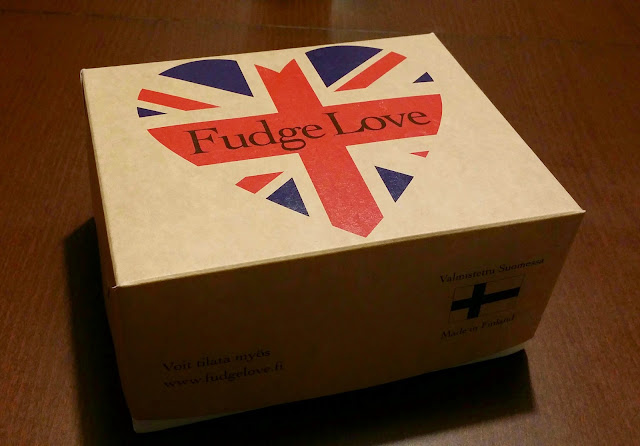 Fudge Love
Valmistettu Suomessa
Made in Finland
Voit tilata myös
www.fudgelove.fi